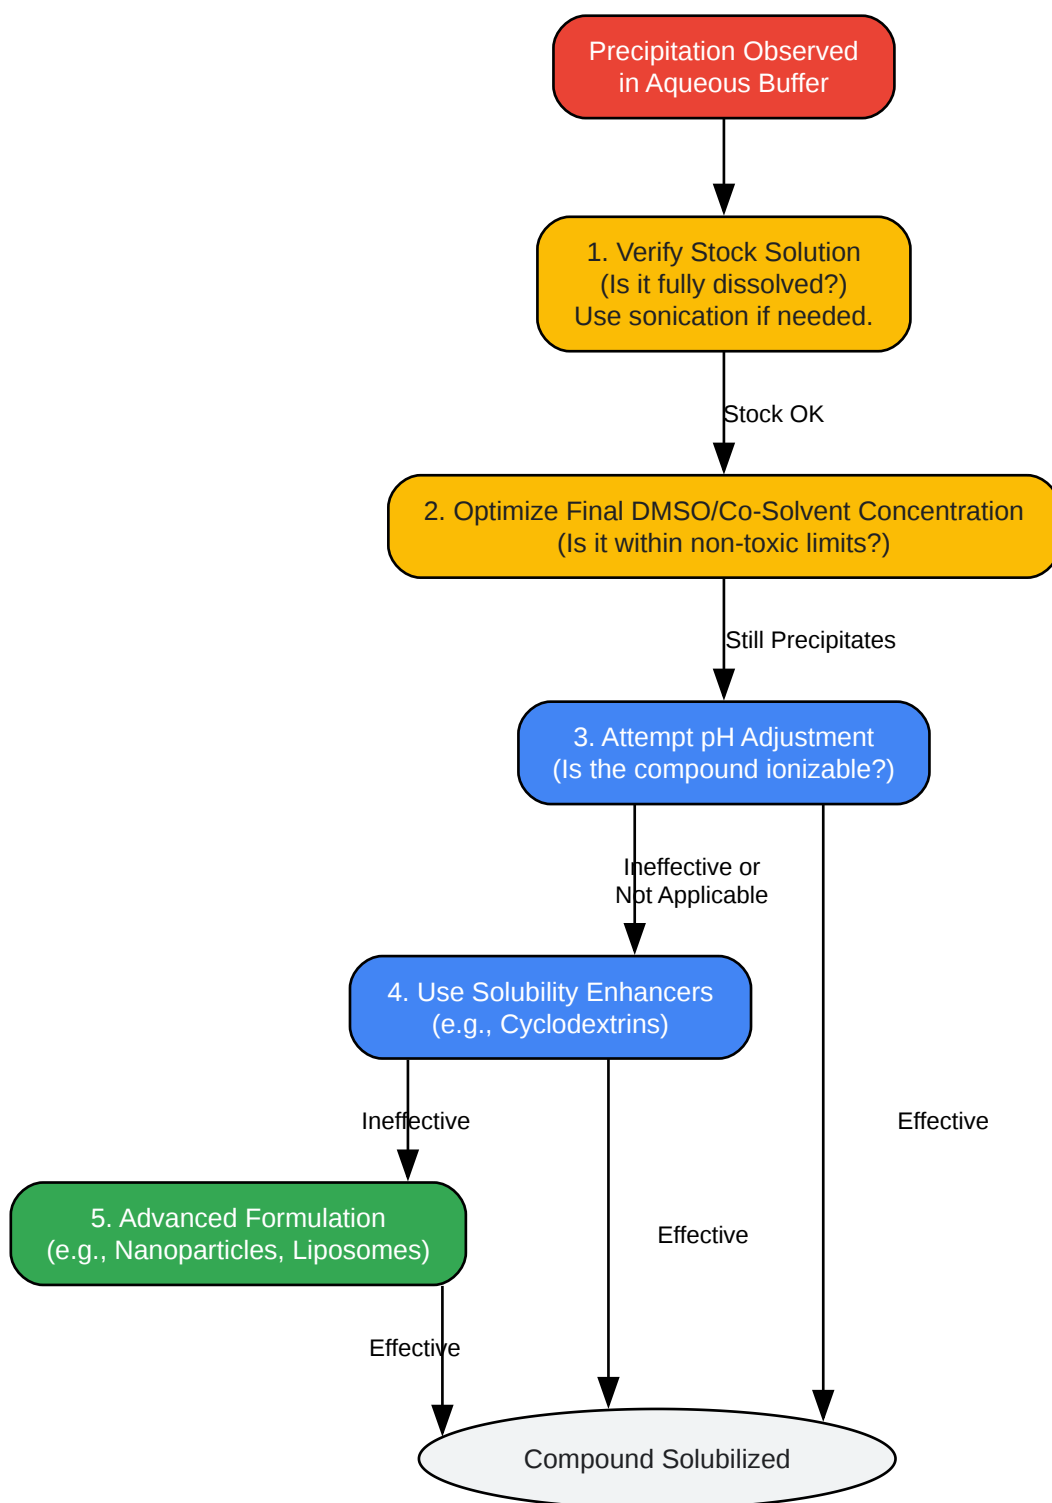 Precipitation Observed
in Aqueous Buffer
1. Verify Stock Solution
(Is it fully dissolved?)
Use sonication if needed.
Stock OK
2. Optimize Final DMSO/Co-Solvent Concentration
(Is it within non-toxic limits?)
Still Precipitates
3. Attempt pH Adjustment
(Is the compound ionizable?)
Ineffective or
Not Applicable
4. Use Solubility Enhancers
(e.g., Cyclodextrins)
Ineffective
Effective
5. Advanced Formulation
(e.g., Nanoparticles, Liposomes)
Effective
Effective
Compound Solubilized